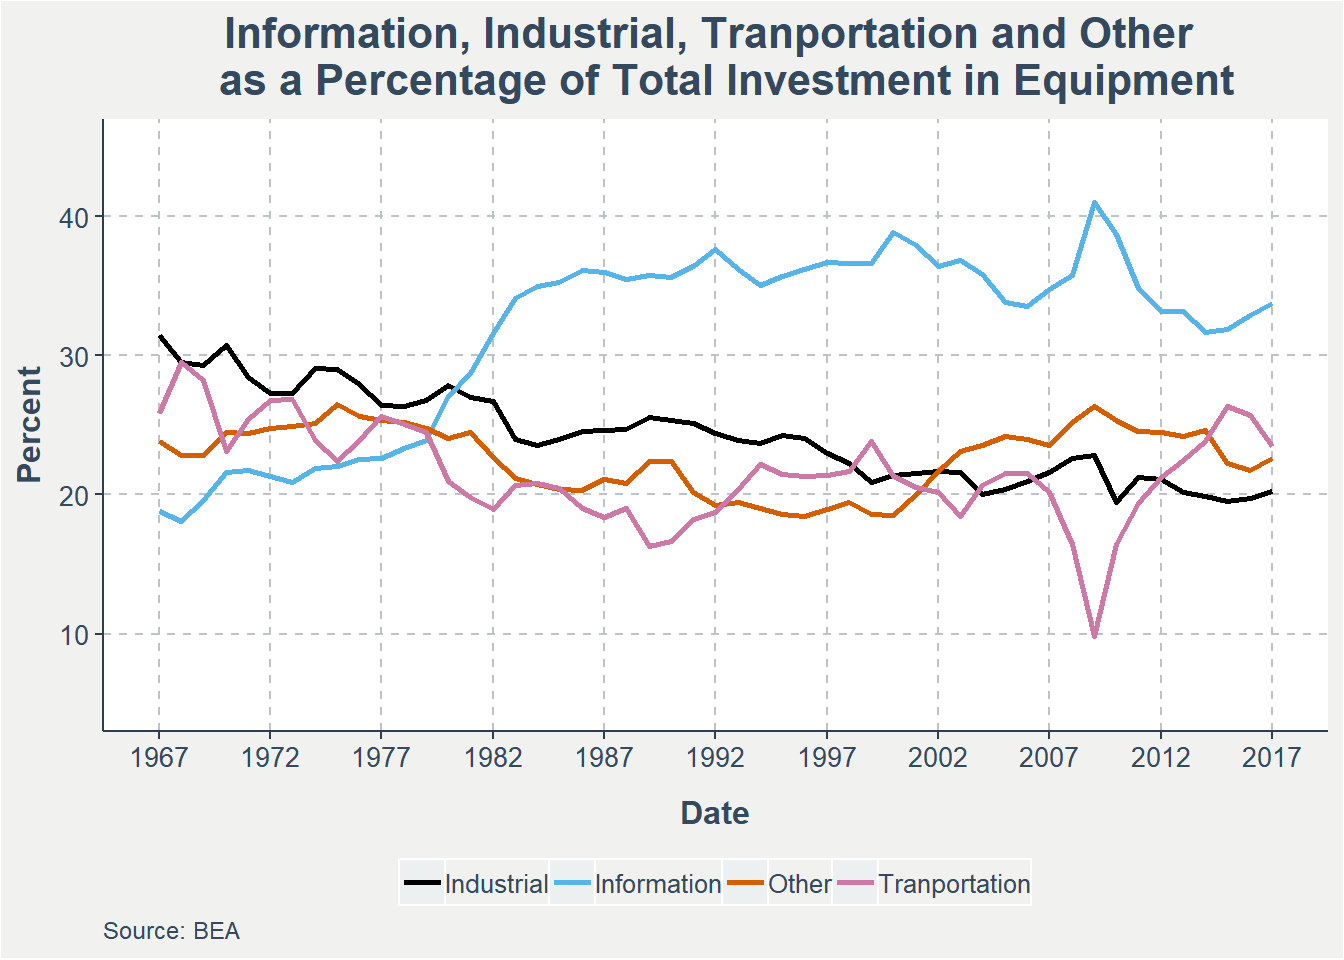 Information, Industrial, Tranportation and Other
as a Percentage of Total Investment in Equipment
Percent
40
30
20
10
1967 1972 1977 1982 1987 1992 1997 2002 2007 2012 2017
Date
Industrial Information Other Tranportation
Source: BEA